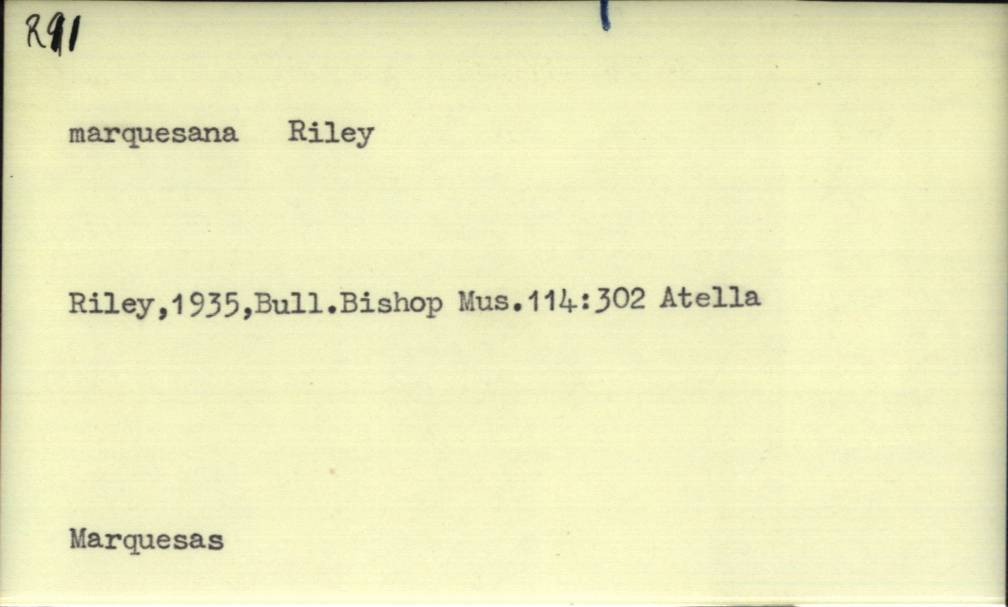 R91
marquesana Riley
Riley,1935,Bull.Bishop Mus.114:302 Atella
Marquesas